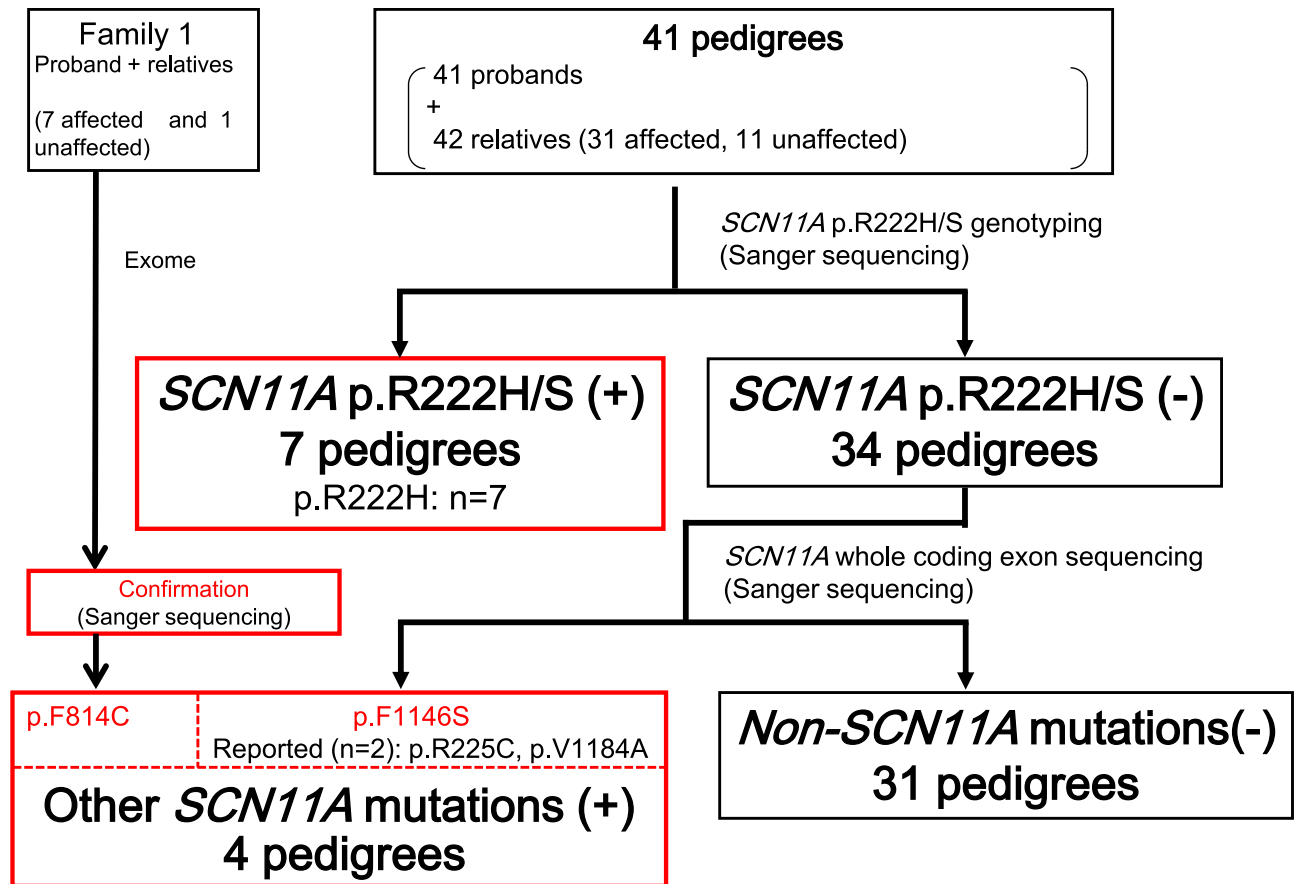 Family 1
Proband + relatives
(7 affected and 1
unaffected)
41 pedigrees
41 probands
+
42 relatives (31 affected, 11 unaffected)
SCN11A p.R222H/S genotyping
(Sanger sequencing)
Exome
SCN11A p.R222H/S (+)
7 pedigrees
p.R222H: n=7
SCN11A p.R222H/S (-)
34 pedigrees
SCN11A whole coding exon sequencing
(Sanger sequencing)
Confirmation
(Sanger sequencing)
p.F814C
p.F1146S
Reported (n=2): p.R225C, p.V1184A
Other SCN11A mutations (+)
4 pedigrees
Non-SCN11A mutations(-)
31 pedigrees